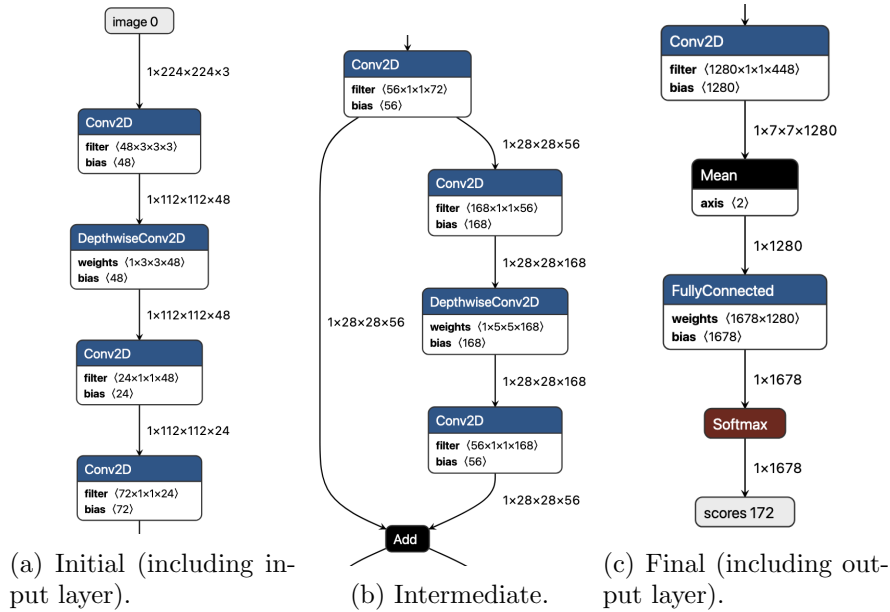 image 0
1×224×224×3
Conv2D
filter ⟨48×3×3×3⟩
bias ⟨48⟩
1×112×112×48
DepthwiseConv2D
weights ⟨1×3×3×48⟩
bias ⟨48⟩
1×112×112×48
Conv2D
filter ⟨24×1×1×48⟩
bias ⟨24⟩
1×112×112×24
Conv2D
filter ⟨72×1×1×24⟩
bias ⟨72⟩
(a) Initial (including in-
put layer).
Conv2D
filter ⟨56×1×1×72⟩
bias ⟨56⟩
1×28×28×56
Conv2D
filter ⟨168×1×1×56⟩
bias ⟨168⟩
1×28×28×168
DepthwiseConv2D
weights ⟨1×5×5×168⟩
bias ⟨168⟩
1×28×28×56
1×28×28×168
Conv2D
filter ⟨56×1×1×168⟩
bias ⟨56⟩
1×28×28×56
Add
(b) Intermediate.
Conv2D
filter ⟨1280×1×1×448⟩
bias ⟨1280⟩
1×7×7×1280
Mean
axis ⟨2⟩
1×1280
FullyConnected
weights ⟨1678×1280⟩
bias ⟨1678⟩
1×1678
Softmax
1×1678
scores 172
(c) Final (including out-
put layer).